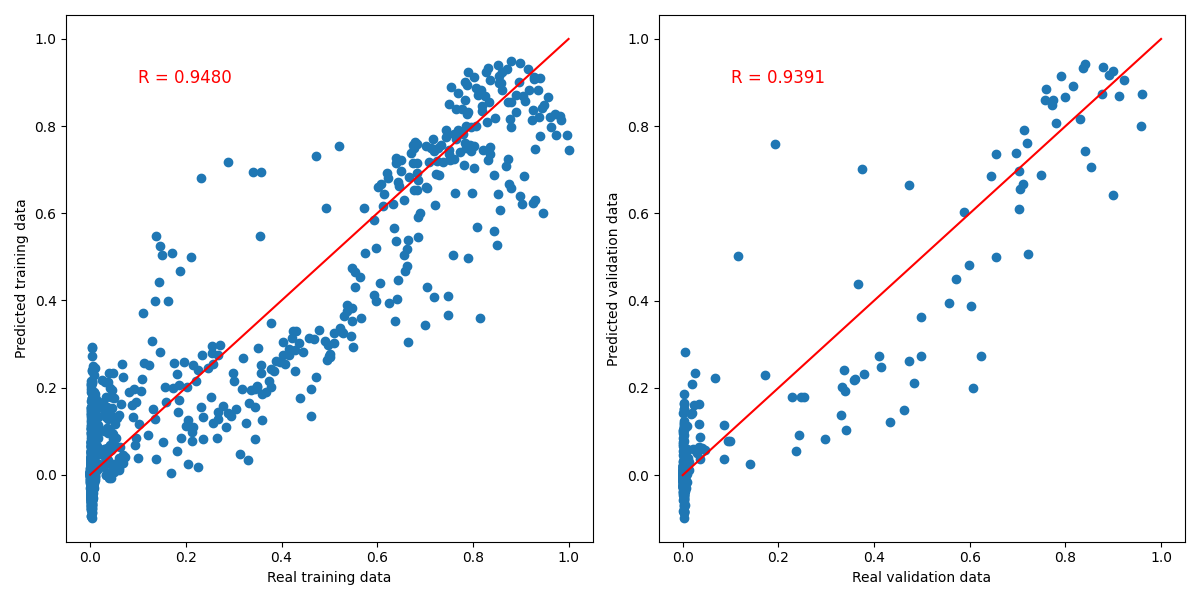 R = 0.9480
1.0
0.8
0.6
0.4
0.2
0.0
Predicted training data
0.0 0.2 0.4 0.6 0.8 1.0
Real training data
R = 0.9391
1.0
0.8
0.6
0.4
0.2
0.0
Predicted validation data
0.0 0.2 0.4 0.6 0.8 1.0
Real validation data